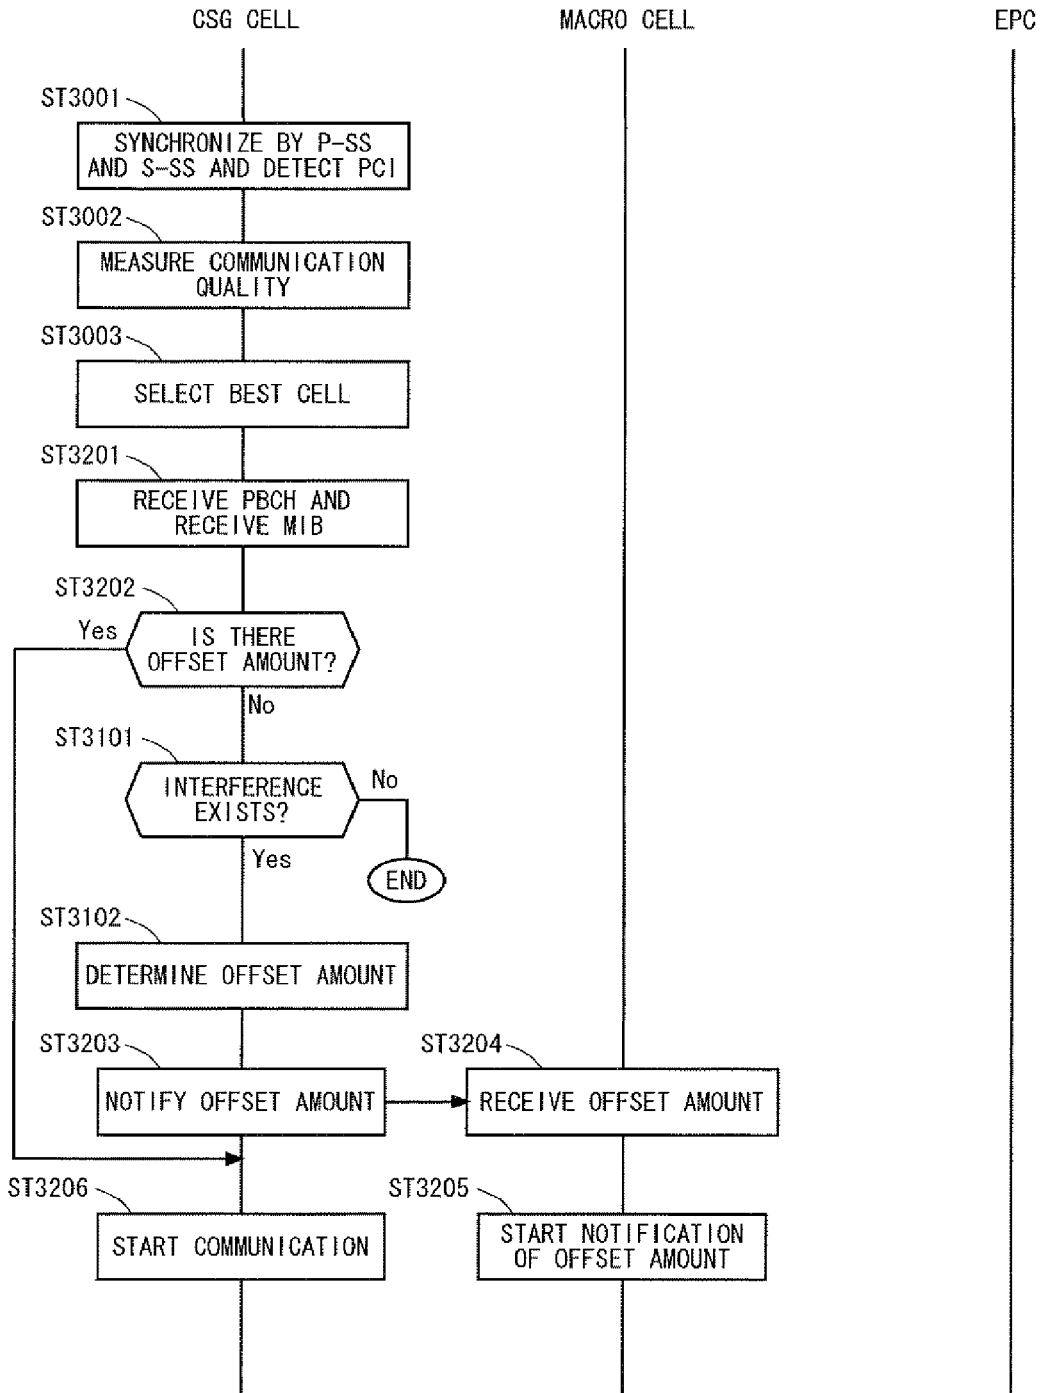 CSG CELL
MACRO CELL
EPC
ST3001
SYNCHRONIZE BY P-SS
AND S-SS AND DETECT PCI
ST3002
MEASURE COMMUNICATION
QUALITY
ST3003
SELECT BEST CELL
ST3201
RECEIVE PBCH AND
RECEIVE MIB
ST3202
Yes
IS THERE
OFFSET AMOUNT?
No
ST3101
INTERFERENCE
EXISTS?
No
Yes
END
ST3102
DETERMINE OFFSET AMOUNT
ST3203
NOTIFY OFFSET AMOUNT
ST3204
RECEIVE OFFSET AMOUNT
ST3206
START COMMUNICATION
ST3205
START NOTIFICATION
OF OFFSET AMOUNT